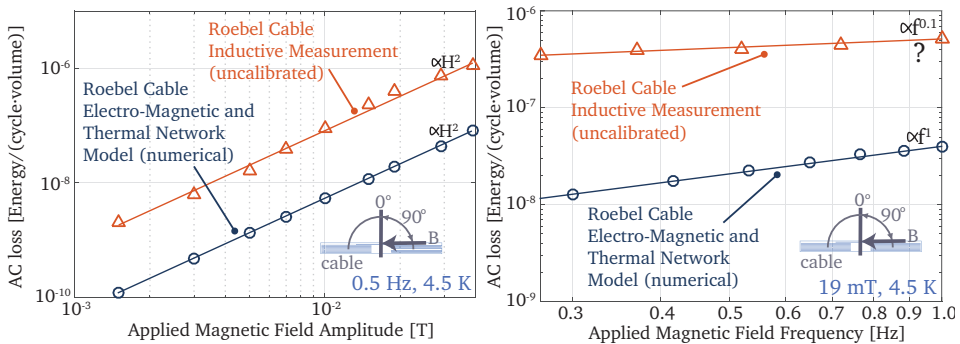 AC loss [Energy/(cycle·volume)]
10⁻⁶
10⁻⁸
10⁻¹⁰
Roebel Cable
Inductive Measurement
(uncalibrated)
∝H²
Roebel Cable
Electro-Magnetic and
Thermal Network
Model (numerical)
∝H²
0°
90°
B
cable
0.5 Hz, 4.5 K
10⁻³
10⁻²
Applied Magnetic Field Amplitude [T]
AC loss [Energy/(cycle·volume)]
10⁻⁶
10⁻⁷
10⁻⁸
10⁻⁹
∝f⁰·¹
?
Roebel Cable
Inductive Measurement
(uncalibrated)
∝f¹
Roebel Cable
Electro-Magnetic and
Thermal Network
Model (numerical)
0°
90°
B
cable
19 mT, 4.5 K
0.3 0.4 0.5 0.6 0.7 0.8 0.9 1.0
Applied Magnetic Field Frequency [Hz]